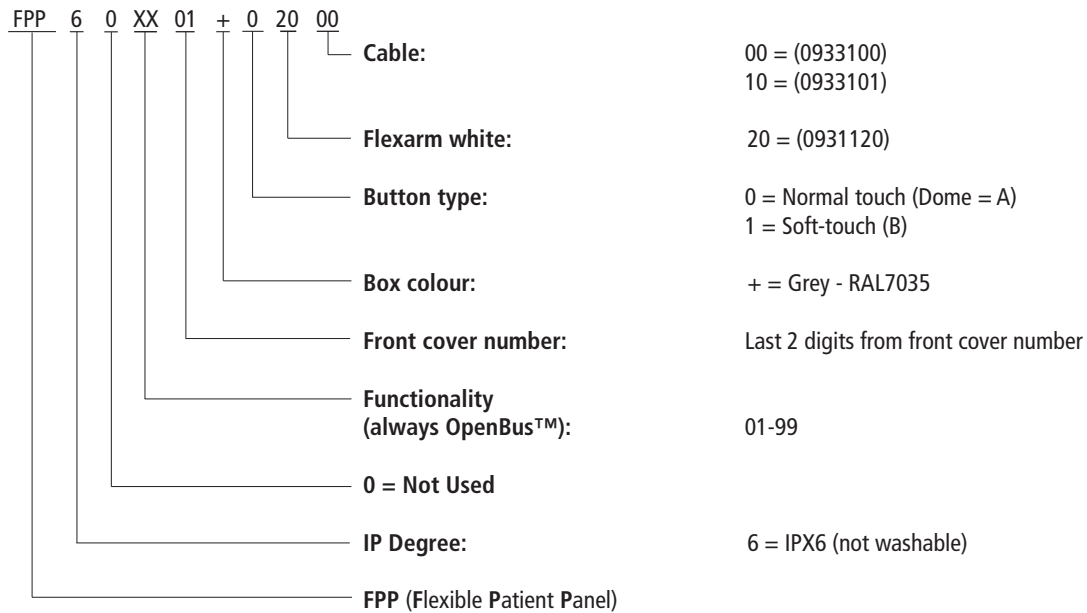 FPP 6 0 XX 01 + 0 20 00
Cable: 00 = (0933100)
10 = (0933101)
Flexarm white: 20 = (0931120)
Button type: 0 = Normal touch (Dome = A)
1 = Soft-touch (B)
Box colour: + = Grey - RAL7035
Front cover number: Last 2 digits from front cover number
Functionality
(always OpenBus™): 01-99
0 = Not Used
IP Degree: 6 = IPX6 (not washable)
FPP (Flexible Patient Panel)